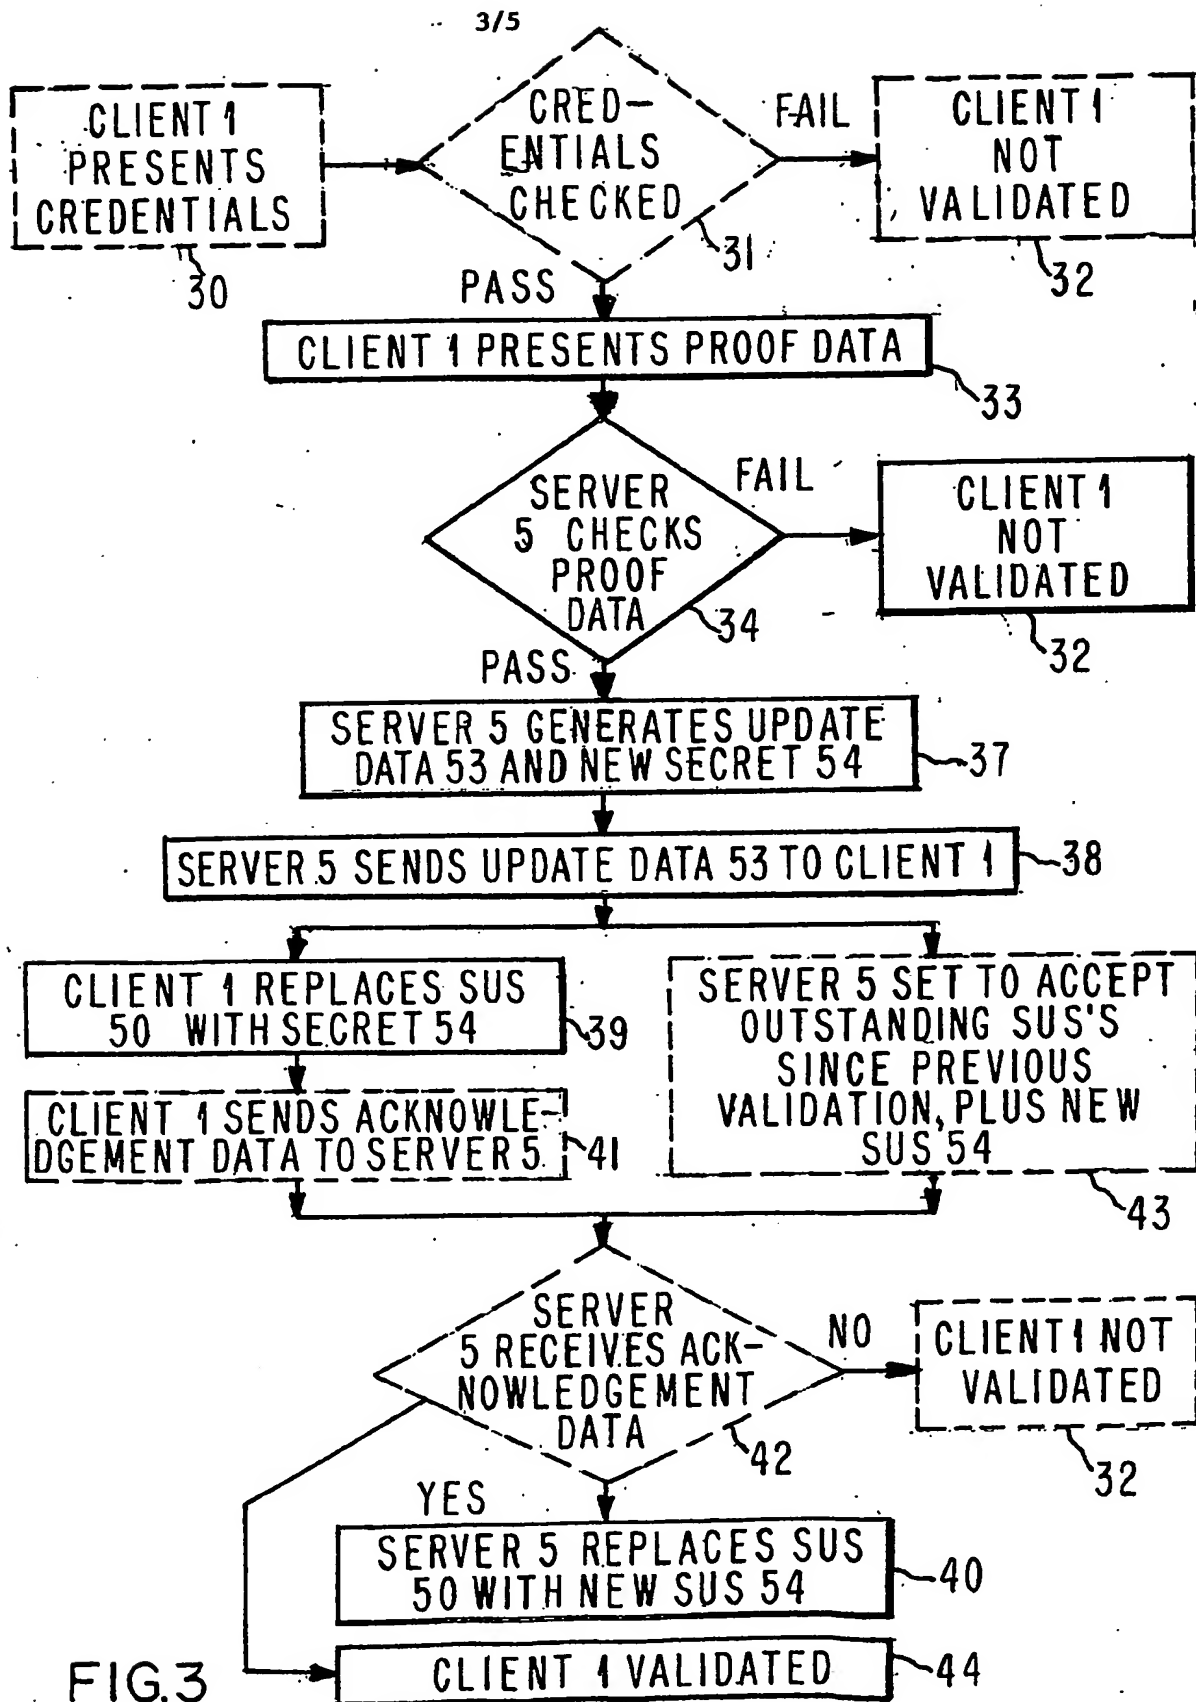 3/5
CLIENT 1
PRESENTS
CREDENTIALS
30
CRED-
ENTIALS
CHECKED
31
FAIL
CLIENT 1
NOT
VALIDATED
32
PASS
CLIENT 1 PRESENTS PROOF DATA
33
SERVER
5 CHECKS
PROOF
DATA
34
FAIL
CLIENT 1
NOT
VALIDATED
32
PASS
SERVER 5 GENERATES UPDATE
DATA 53 AND NEW SECRET 54
37
SERVER 5 SENDS UPDATE DATA 53 TO CLIENT 1
38
CLIENT 1 REPLACES SUS
50 WITH SECRET 54
39
CLIENT 1 SENDS ACKNOWLE-
DGEMENT DATA TO SERVER 5
41
SERVER 5 SET TO ACCEPT
OUTSTANDING SUS'S
SINCE PREVIOUS
VALIDATION, PLUS NEW
SUS 54
43
SERVER
5 RECEIVES ACK-
NOWLEDGEMENT
DATA
42
NO
CLIENT 1 NOT
VALIDATED
32
YES
SERVER 5 REPLACES SUS
50 WITH NEW SUS 54
40
CLIENT 1 VALIDATED
44
FIG.3